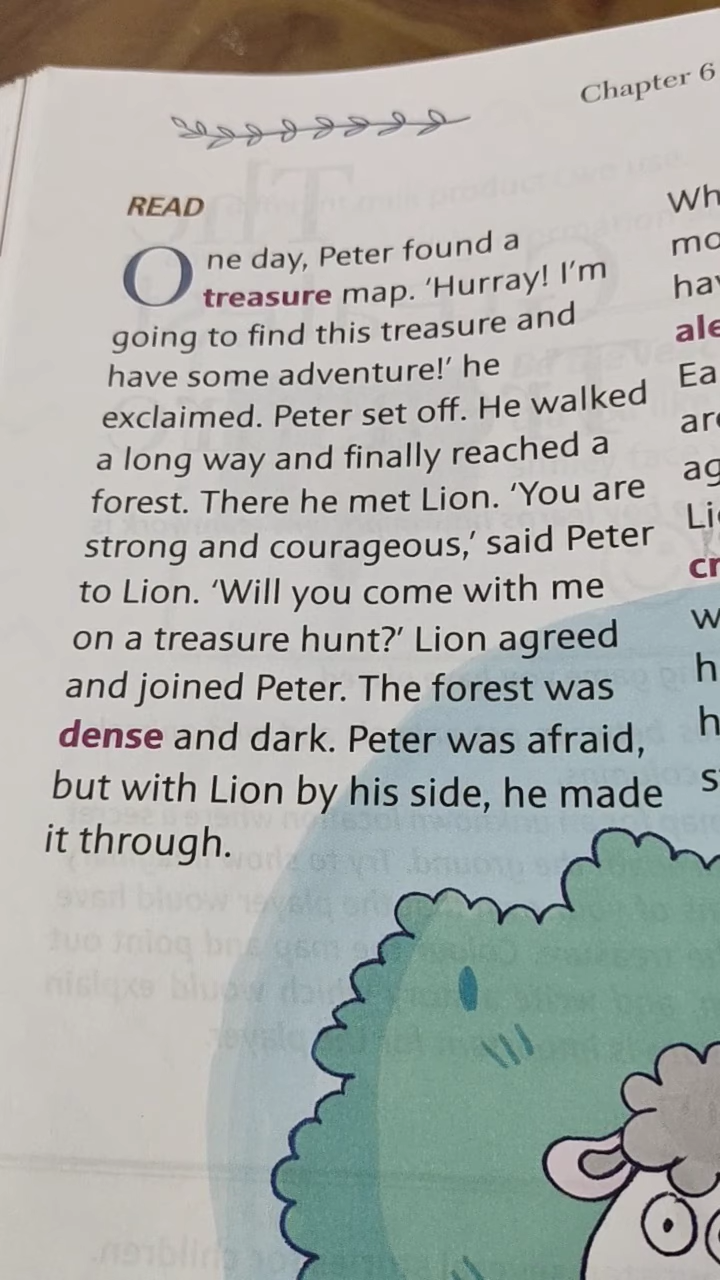 Chapter 6
READ
One day, Peter found a
treasure map. ‘Hurray! I’m
going to find this treasure and
have some adventure!’ he
exclaimed. Peter set off. He walked
a long way and finally reached a
forest. There he met Lion. ‘You are
strong and courageous,’ said Peter
to Lion. ‘Will you come with me
on a treasure hunt?’ Lion agreed
and joined Peter. The forest was
dense and dark. Peter was afraid,
but with Lion by his side, he made
it through.